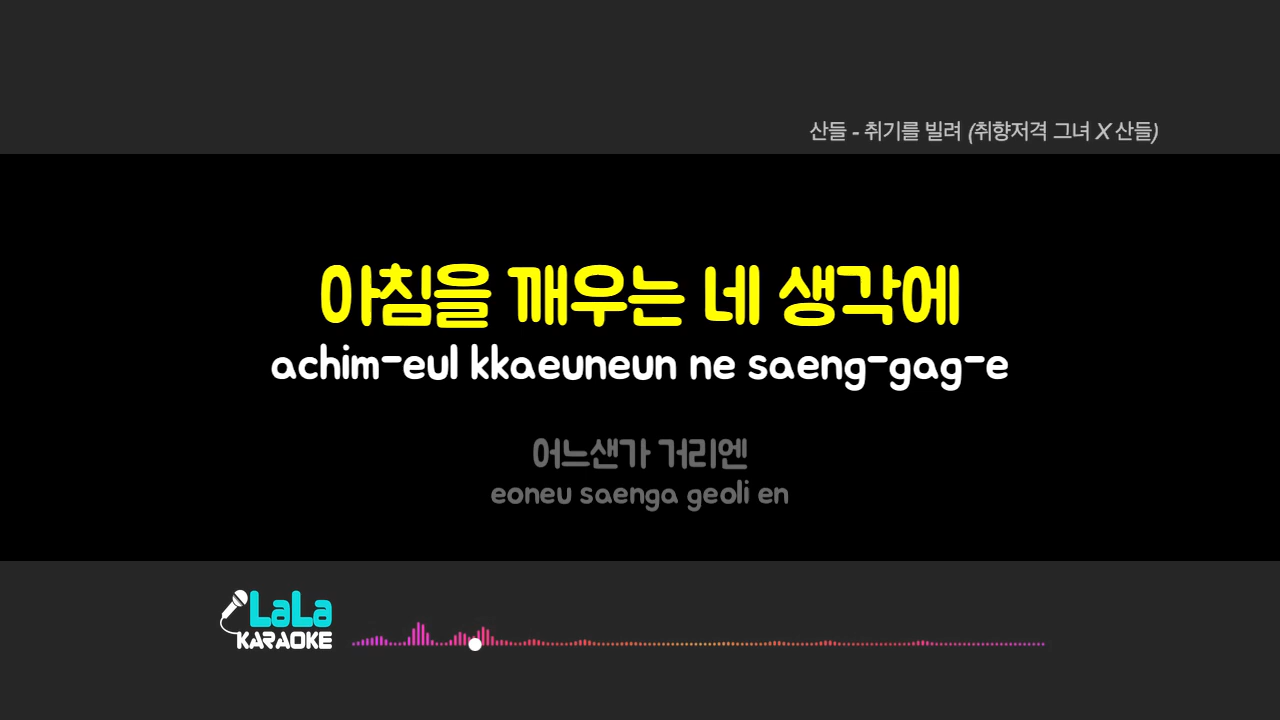 산들 - 취기를 빌려 (취향저격 그녀 X 산들)
아침을 깨우는 네 생각에
achim-eul kkaeuneun ne saeng-gag-e
어느샌가 거리엔
eoneu saenga geoli en
LaLa
KARAOKE